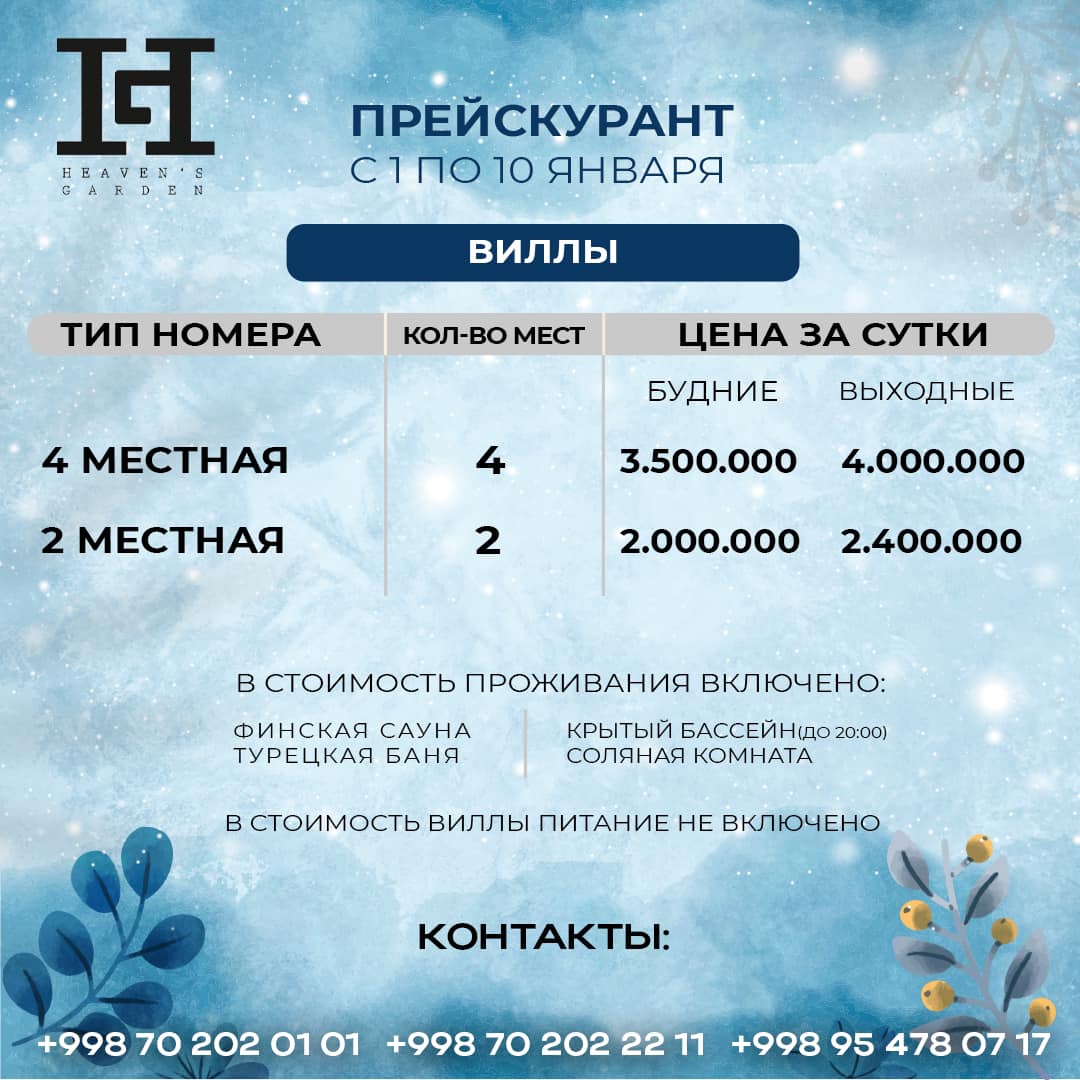 HEAVEN'S
GARDEN
ПРЕЙСКУРАНТ
С 1 ПО 10 ЯНВАРЯ
ВИЛЛЫ
ТИП НОМЕРА КОЛ-ВО МЕСТ ЦЕНА ЗА СУТКИ
БУДНИЕ ВЫХОДНЫЕ
4 МЕСТНАЯ 4 3.500.000 4.000.000
2 МЕСТНАЯ 2 2.000.000 2.400.000
В СТОИМОСТЬ ПРОЖИВАНИЯ ВКЛЮЧЕНО:
ФИНСКАЯ САУНА
ТУРЕЦКАЯ БАНЯ
КРЫТЫЙ БАССЕЙН(ДО 20:00)
СОЛЯНАЯ КОМНАТА
В СТОИМОСТЬ ВИЛЛЫ ПИТАНИЕ НЕ ВКЛЮЧЕНО
КОНТАКТЫ:
+998 70 202 01 01 +998 70 202 22 11 +998 95 478 07 17